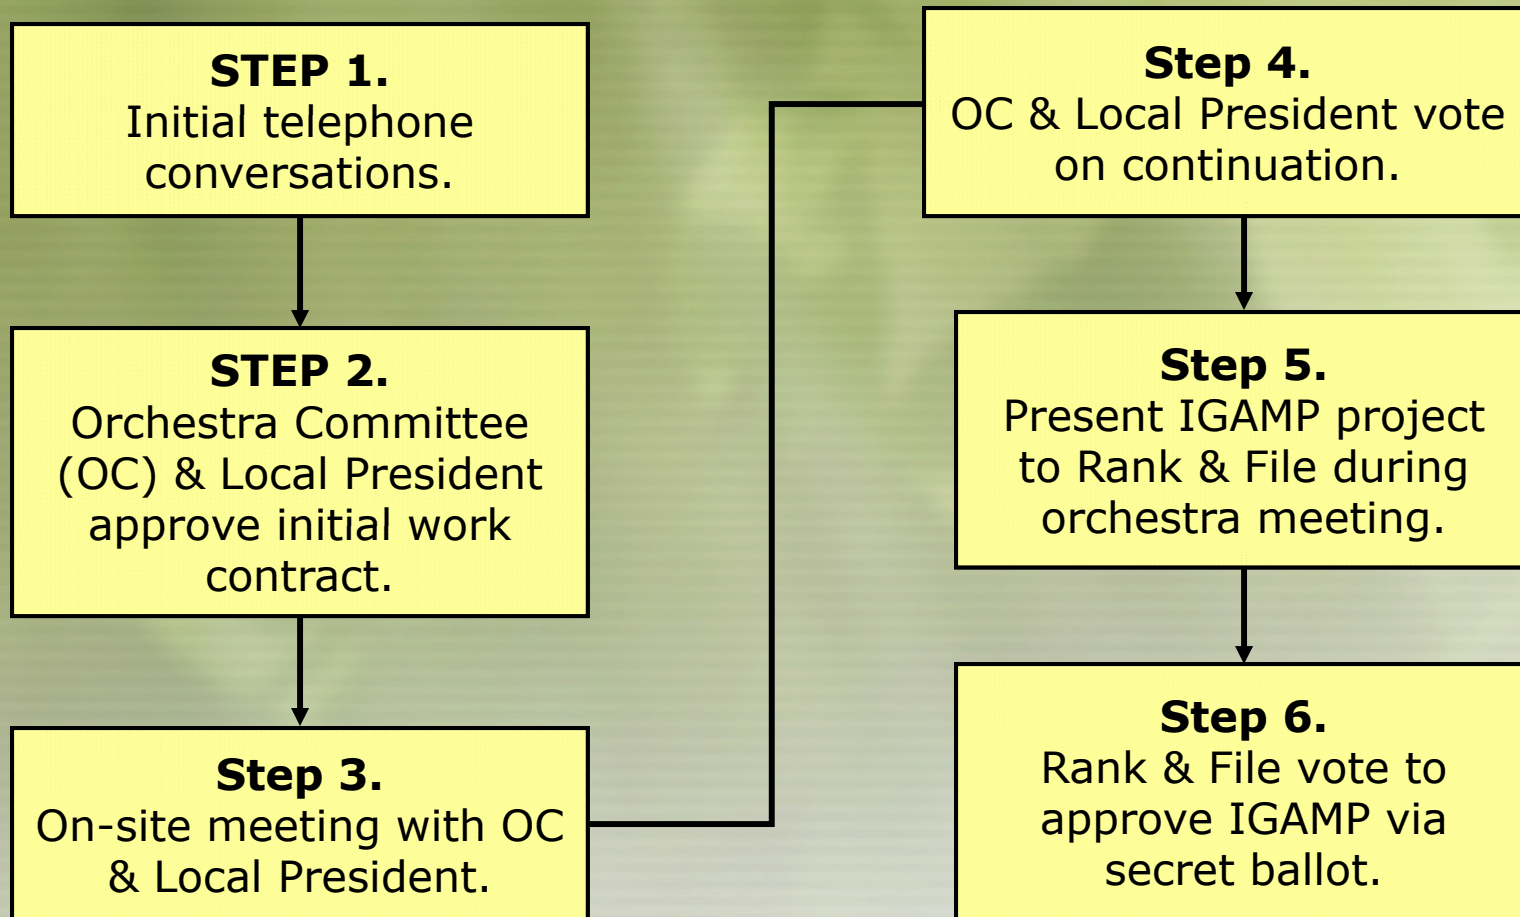 STEP 1.
Initial telephone
conversations.
STEP 2.
Orchestra Committee
(OC) & Local President
approve initial work
contract.
Step 3.
On-site meeting with OC
& Local President.
Step 4.
OC & Local President vote
on continuation.
Step 5.
Present IGAMP project
to Rank & File during
orchestra meeting.
Step 6.
Rank & File vote to
approve IGAMP via
secret ballot.